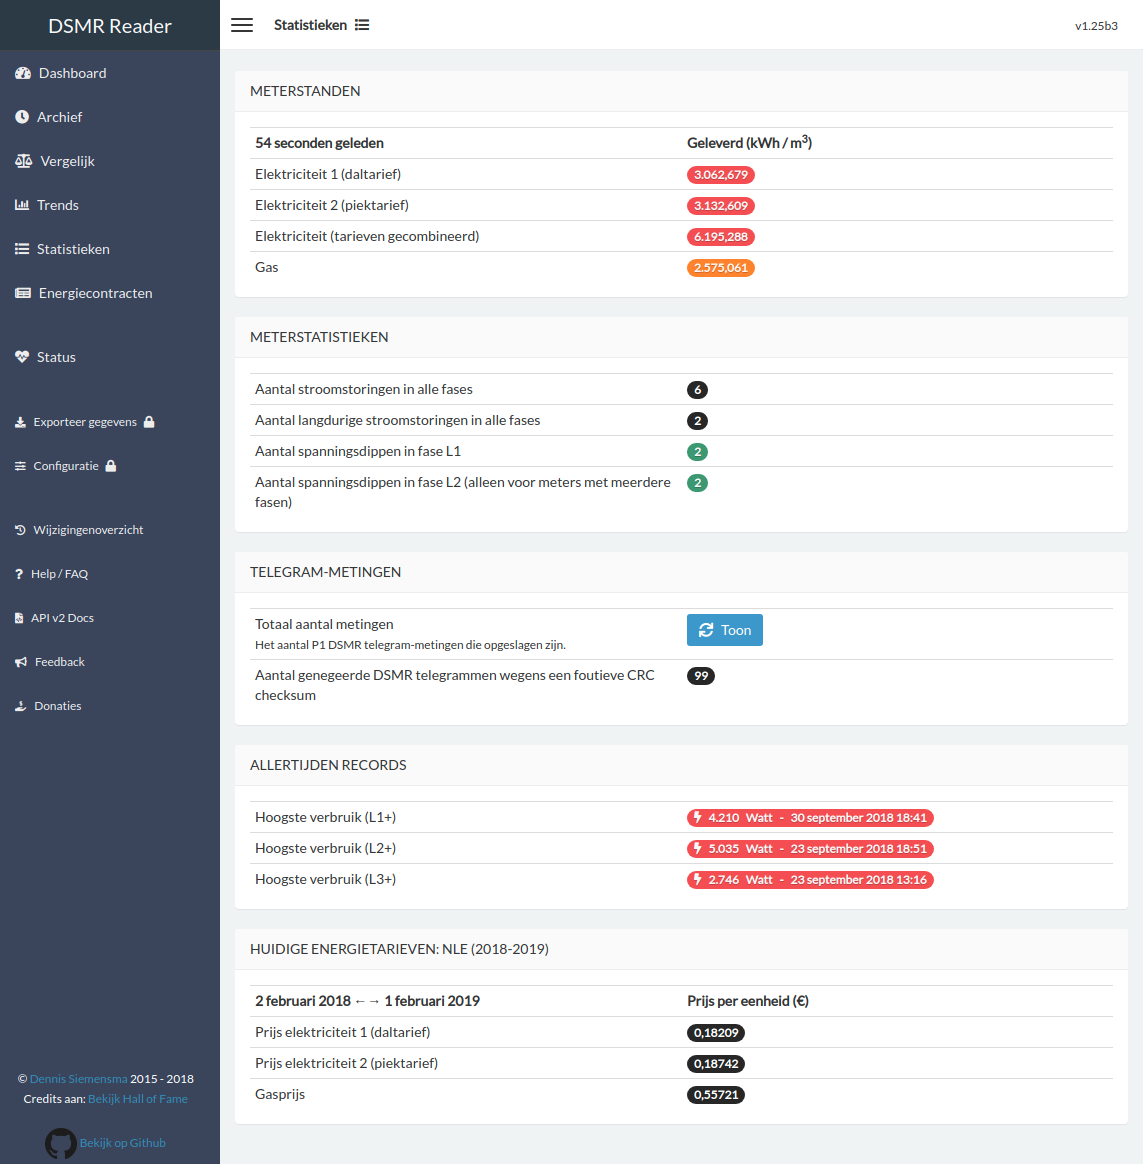 DSMR Reader
Statistieken
v1.25b3
Dashboard
Archief
Vergelijk
Trends
Statistieken
Energiecontracten
Status
Exporteer gegevens
Configuratie
Wijzigingenoverzicht
Help / FAQ
API v2 Docs
Feedback
Donaties
© Dennis Siemensma 2015 - 2018
Credits aan: Bekijk Hall of Fame
Bekijk op Github
METERSTANDEN
54 seconden geleden Geleverd (kWh / m³)
Elektriciteit 1 (daltarief) 3.062,679
Elektriciteit 2 (piektarief) 3.132,609
Elektriciteit (tarieven gecombineerd) 6.195,288
Gas 2.575,061
METERSTATISTIEKEN
Aantal stroomstoringen in alle fases 6
Aantal langdurige stroomstoringen in alle fases 2
Aantal spanningsdippen in fase L1 2
Aantal spanningsdippen in fase L2 (alleen voor meters met meerdere 2
fasen)
TELEGRAM-METINGEN
Totaal aantal metingen Toon
Het aantal P1 DSMR telegram-metingen die opgeslagen zijn.
Aantal genegeerde DSMR telegrammen wegens een foutieve CRC 99
checksum
ALLERTIJDEN RECORDS
Hoogste verbruik (L1+) 4.210 Watt - 30 september 2018 18:41
Hoogste verbruik (L2+) 5.035 Watt - 23 september 2018 18:51
Hoogste verbruik (L3+) 2.746 Watt - 23 september 2018 13:16
HUIDIGE ENERGIETARIEVEN: NLE (2018-2019)
2 februari 2018 ←→ 1 februari 2019 Prijs per eenheid (€)
Prijs elektriciteit 1 (daltarief) 0,18209
Prijs elektriciteit 2 (piektarief) 0,18742
Gasprijs 0,55721